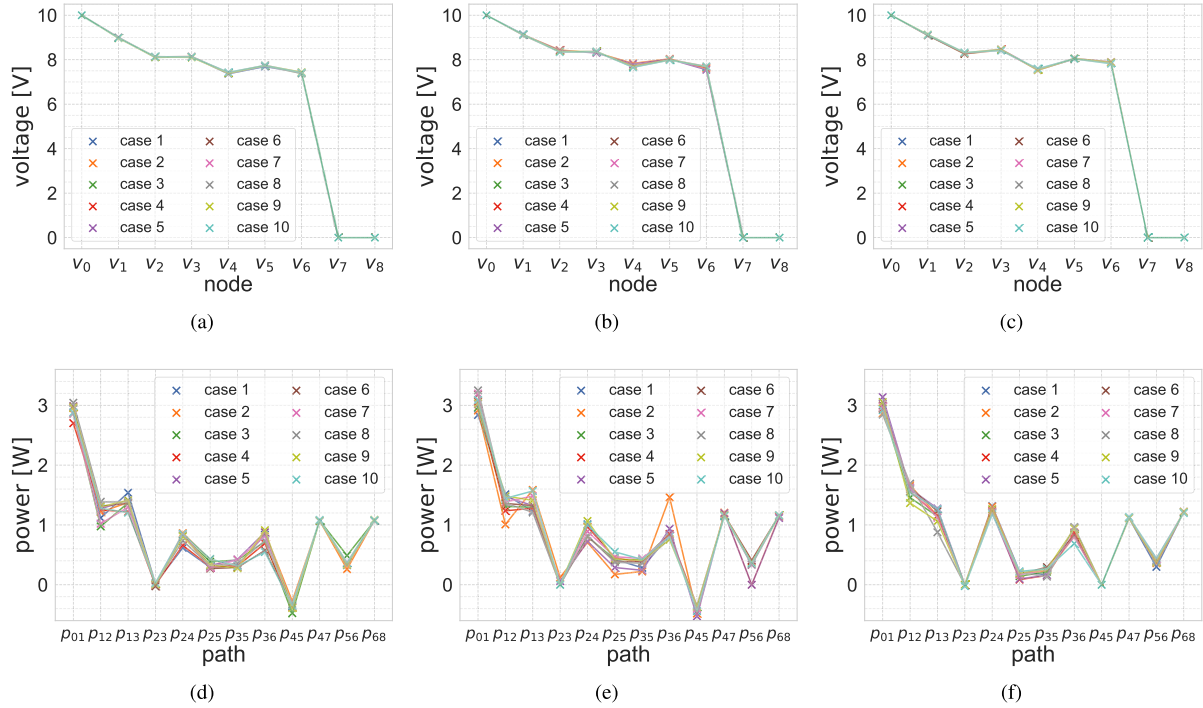 10
8
6
4
2
0
voltage [V]
case 1
case 2
case 3
case 4
case 5
case 6
case 7
case 8
case 9
case 10
v0 v1 v2 v3 v4 v5 v6 v7 v8
node
(a)
10
8
6
4
2
0
voltage [V]
case 1
case 2
case 3
case 4
case 5
case 6
case 7
case 8
case 9
case 10
v0 v1 v2 v3 v4 v5 v6 v7 v8
node
(b)
10
8
6
4
2
0
voltage [V]
case 1
case 2
case 3
case 4
case 5
case 6
case 7
case 8
case 9
case 10
v0 v1 v2 v3 v4 v5 v6 v7 v8
node
(c)
3
2
1
0
power [W]
case 1
case 2
case 3
case 4
case 5
case 6
case 7
case 8
case 9
case 10
p01 p12 p13 p23 p24 p25 p35 p36 p45 p47 p56 p68
path
(d)
3
2
1
0
power [W]
case 1
case 2
case 3
case 4
case 5
case 6
case 7
case 8
case 9
case 10
p01 p12 p13 p23 p24 p25 p35 p36 p45 p47 p56 p68
path
(e)
3
2
1
0
power [W]
case 1
case 2
case 3
case 4
case 5
case 6
case 7
case 8
case 9
case 10
p01 p12 p13 p23 p24 p25 p35 p36 p45 p47 p56 p68
path
(f)